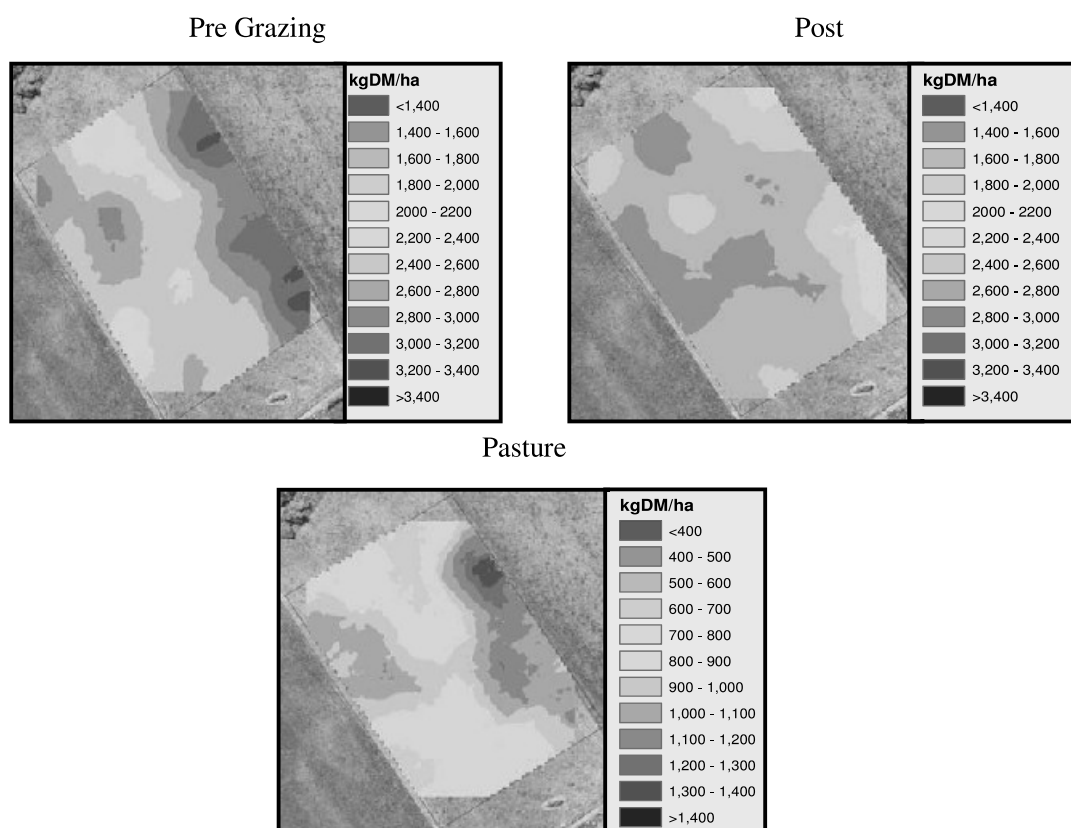 Pre Grazing
Post
kgDM/ha
<1,400
1,400 - 1,600
1,600 - 1,800
1,800 - 2,000
2000 - 2200
2,200 - 2,400
2,400 - 2,600
2,600 - 2,800
2,800 - 3,000
3,000 - 3,200
3,200 - 3,400
>3,400
kgDM/ha
<1,400
1,400 - 1,600
1,600 - 1,800
1,800 - 2,000
2000 - 2200
2,200 - 2,400
2,400 - 2,600
2,600 - 2,800
2,800 - 3,000
3,000 - 3,200
3,200 - 3,400
>3,400
Pasture
kgDM/ha
<400
400 - 500
500 - 600
600 - 700
700 - 800
800 - 900
900 - 1,000
1,000 - 1,100
1,100 - 1,200
1,200 - 1,300
1,300 - 1,400
>1,400